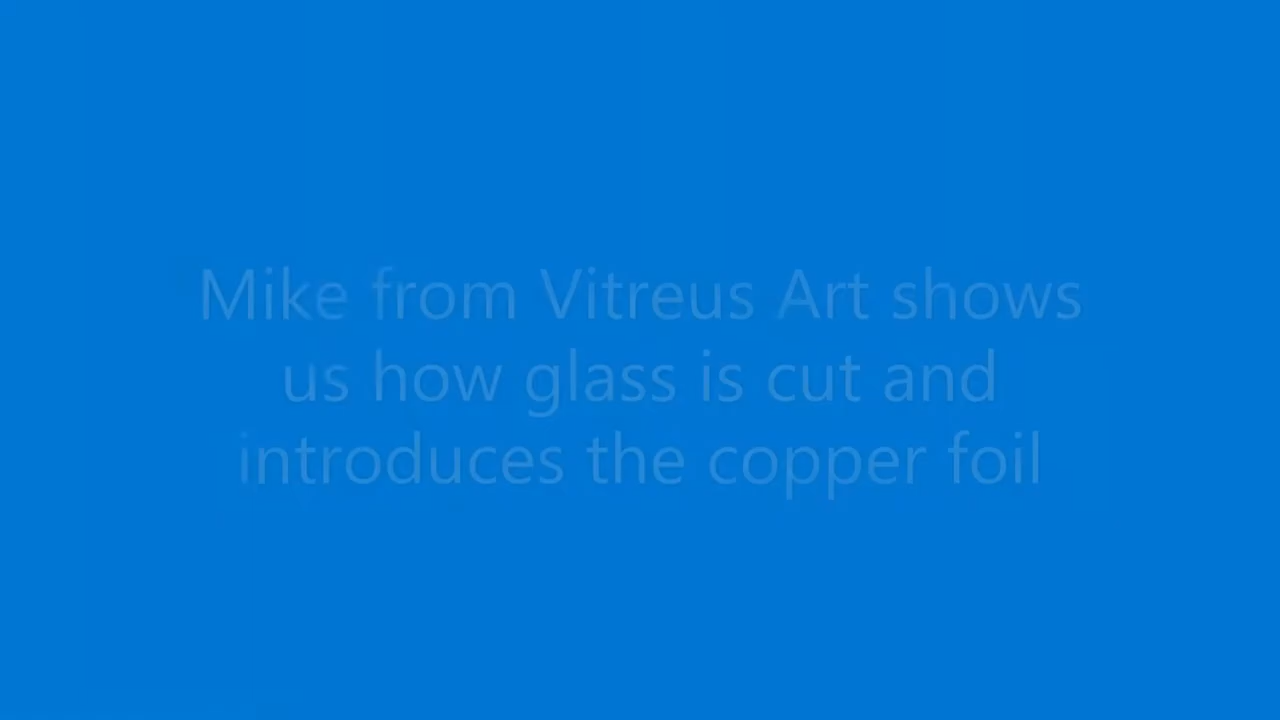 Mike from Vitreus Art shows
us how glass is cut and
introduces the copper foil